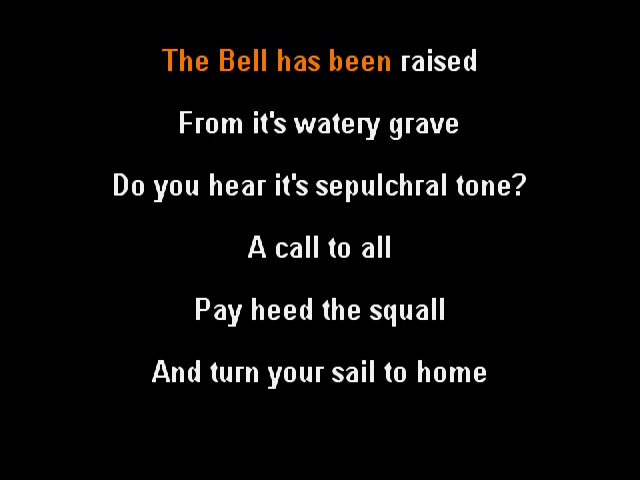 The Bell has been raised
From it's watery grave
Do you hear it's sepulchral tone?
A call to all
Pay heed the squall
And turn your sail to home